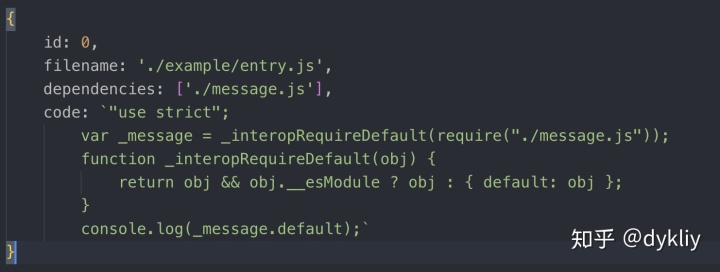 {
    id: 0,
    filename: './example/entry.js',
    dependencies: ['./message.js'],
    code: `"use strict";
        var _message = _interopRequireDefault(require("./message.js"));
        function _interopRequireDefault(obj) {
            return obj && obj.__esModule ? obj : { default: obj };
        }
        console.log(_message.default);`
}
知乎 @dykliy